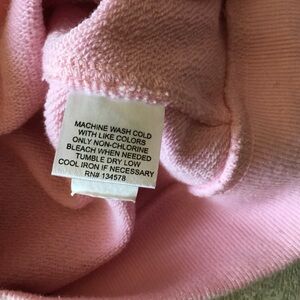 MACHINE WASH COLD
WITH LIKE COLORS
ONLY NON-CHLORINE
BLEACH WHEN NEEDED
TUMBLE DRY LOW
COOL IRON IF NECESSARY
RN# 134578